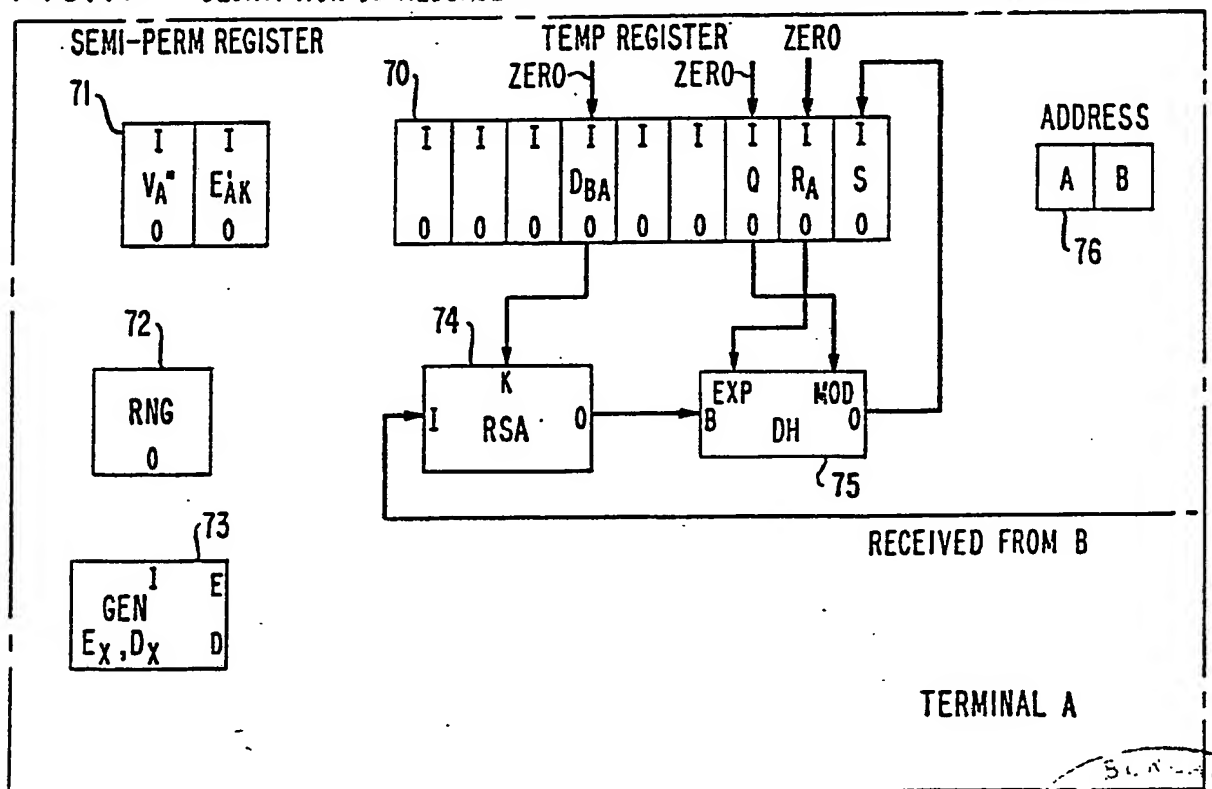 SEMI-PERM REGISTER
TEMP REGISTER
ZERO
ZERO
ZERO
71
70
I I
V_A" E'_AK
0 0
I I I I I I I I I
D_BA Q R_A S
0 0 0 0 0 0 0 0 0
ADDRESS
A B
76
72
RNG
0
74
K
I RSA 0
EXP MOD
B DH 0
75
RECEIVED FROM B
73
I E
GEN
E_X,D_X D
TERMINAL A